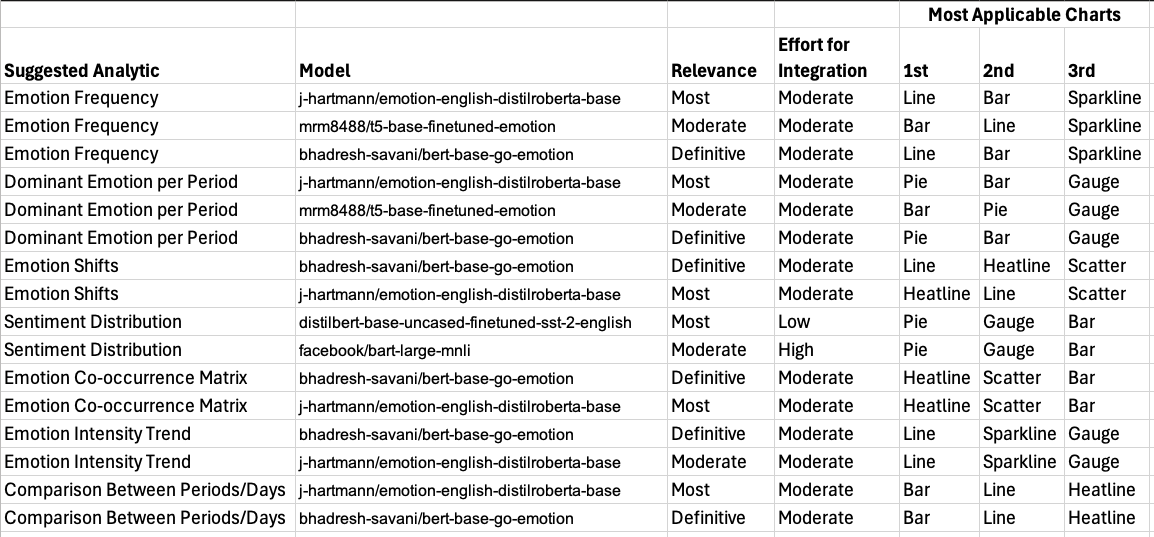 Most Applicable Charts
Effort for
Suggested Analytic Model Relevance Integration 1st 2nd 3rd
Emotion Frequency j-hartmann/emotion-english-distilroberta-base Most Moderate Line Bar Sparkline
Emotion Frequency mrm8488/t5-base-finetuned-emotion Moderate Moderate Bar Line Sparkline
Emotion Frequency bhadresh-savani/bert-base-go-emotion Definitive Moderate Line Bar Sparkline
Dominant Emotion per Period j-hartmann/emotion-english-distilroberta-base Most Moderate Pie Bar Gauge
Dominant Emotion per Period mrm8488/t5-base-finetuned-emotion Moderate Moderate Bar Pie Gauge
Dominant Emotion per Period bhadresh-savani/bert-base-go-emotion Definitive Moderate Pie Bar Gauge
Emotion Shifts bhadresh-savani/bert-base-go-emotion Definitive Moderate Line Heatline Scatter
Emotion Shifts j-hartmann/emotion-english-distilroberta-base Most Moderate Heatline Line Scatter
Sentiment Distribution distilbert-base-uncased-finetuned-sst-2-english Most Low Pie Gauge Bar
Sentiment Distribution facebook/bart-large-mnli Moderate High Pie Gauge Bar
Emotion Co-occurrence Matrix bhadresh-savani/bert-base-go-emotion Definitive Moderate Heatline Scatter Bar
Emotion Co-occurrence Matrix j-hartmann/emotion-english-distilroberta-base Most Moderate Heatline Scatter Bar
Emotion Intensity Trend bhadresh-savani/bert-base-go-emotion Definitive Moderate Line Sparkline Gauge
Emotion Intensity Trend j-hartmann/emotion-english-distilroberta-base Moderate Moderate Line Sparkline Gauge
Comparison Between Periods/Days j-hartmann/emotion-english-distilroberta-base Most Moderate Bar Line Heatline
Comparison Between Periods/Days bhadresh-savani/bert-base-go-emotion Definitive Moderate Bar Line Heatline